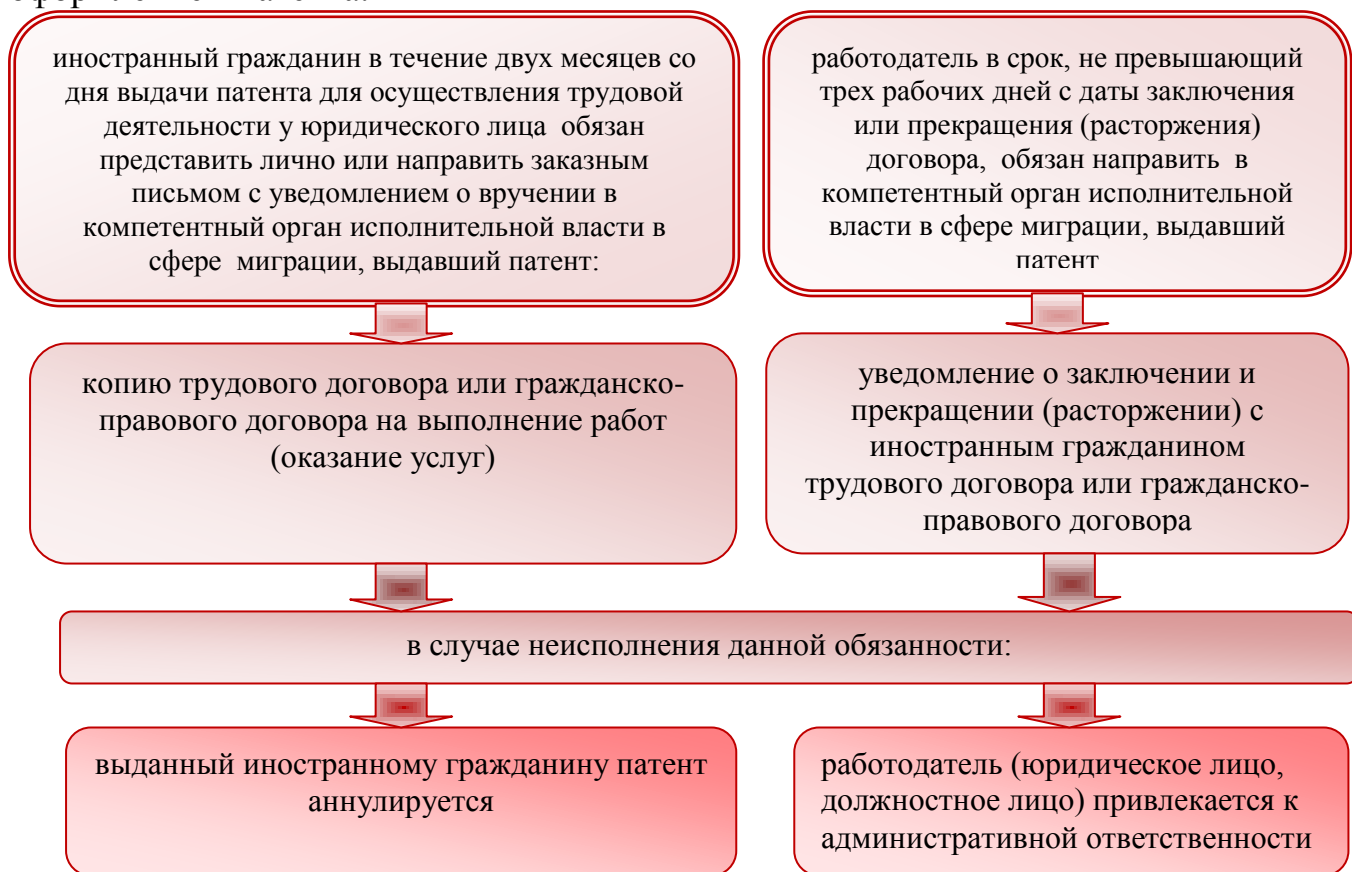 иностранный гражданин в течение двух месяцев со
дня выдачи патента для осуществления трудовой
деятельности у юридического лица обязан
представить лично или направить заказным
письмом с уведомлением о вручении в
компетентный орган исполнительной власти в
сфере миграции, выдавший патент:
работодатель в срок, не превышающий
трех рабочих дней с даты заключения
или прекращения (расторжения)
договора, обязан направить в
компетентный орган исполнительной
власти в сфере миграции, выдавший
патент
копию трудового договора или гражданско-
правового договора на выполнение работ
(оказание услуг)
уведомление о заключении и
прекращении (расторжении) с
иностранным гражданином
трудового договора или гражданско-
правового договора
в случае неисполнения данной обязанности:
выданный иностранному гражданину патент
аннулируется
работодатель (юридическое лицо,
должностное лицо) привлекается к
административной ответственности